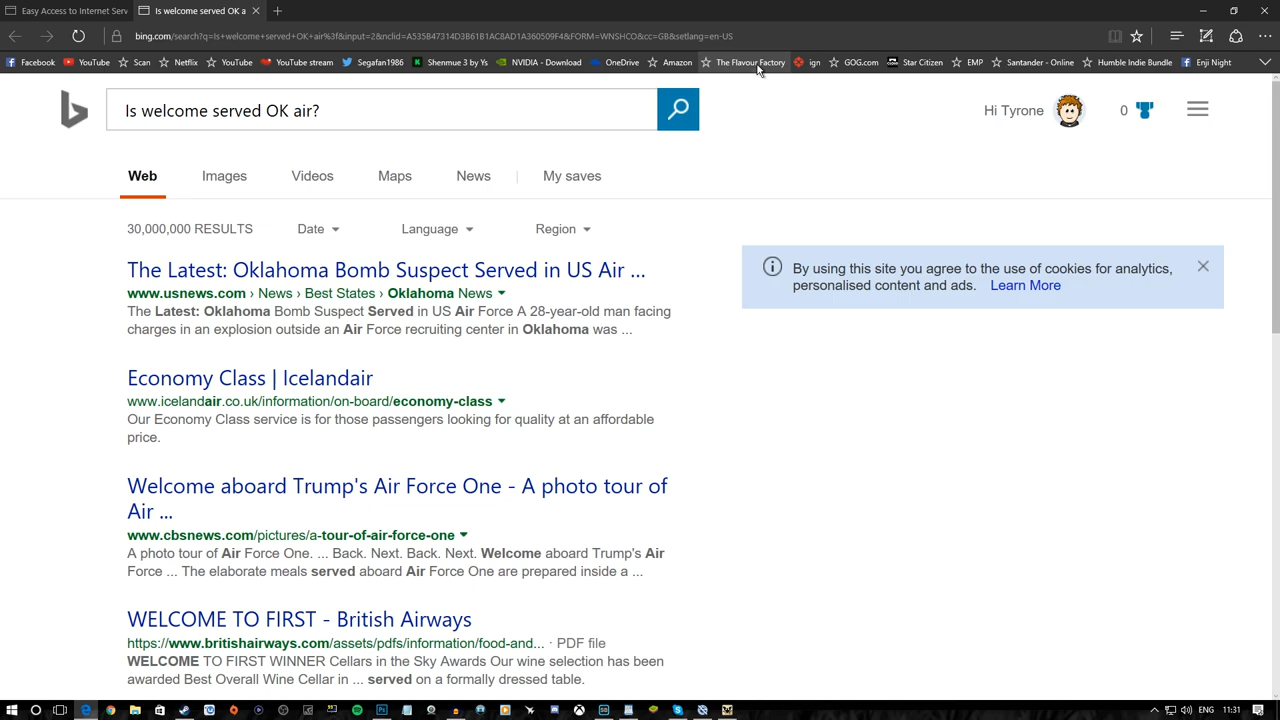 Easy Access to Internet Serv
Is welcome served OK a
bing.com/search?q=Is+welcome+served+OK+air%3f&input=2&nclid=A535B47314D3B61B1AC8AD1A360509F4&FORM=WNSHCO&cc=GB&setlang=en-US
Facebook YouTube Scan Netflix YouTube YouTube stream Segafan1986 Shenmue 3 by Ys NVIDIA - Download OneDrive Amazon The Flavour Factory ign GOG.com Star Citizen EMP Santander - Online Humble Indie Bundle Enji Night
Is welcome served OK air?
Hi Tyrone
0
Web Images Videos Maps News My saves
30,000,000 RESULTS Date Language Region
By using this site you agree to the use of cookies for analytics,
personalised content and ads. Learn More
The Latest: Oklahoma Bomb Suspect Served in US Air ...
www.usnews.com › News › Best States › Oklahoma News
The Latest: Oklahoma Bomb Suspect Served in US Air Force A 28-year-old man facing
charges in an explosion outside an Air Force recruiting center in Oklahoma was ...
Economy Class | Icelandair
www.icelandair.co.uk/information/on-board/economy-class
Our Economy Class service is for those passengers looking for quality at an affordable
price.
Welcome aboard Trump's Air Force One - A photo tour of
Air ...
www.cbsnews.com/pictures/a-tour-of-air-force-one
A photo tour of Air Force One. ... Back. Next. Back. Next. Welcome aboard Trump's Air
Force ... The elaborate meals served aboard Air Force One are prepared inside a ...
WELCOME TO FIRST - British Airways
https://www.britishairways.com/assets/pdfs/information/food-and... · PDF file
WELCOME TO FIRST WINNER Cellars in the Sky Awards Our wine selection has been
awarded Best Overall Wine Cellar in ... served on a formally dressed table.
ENG 11:31